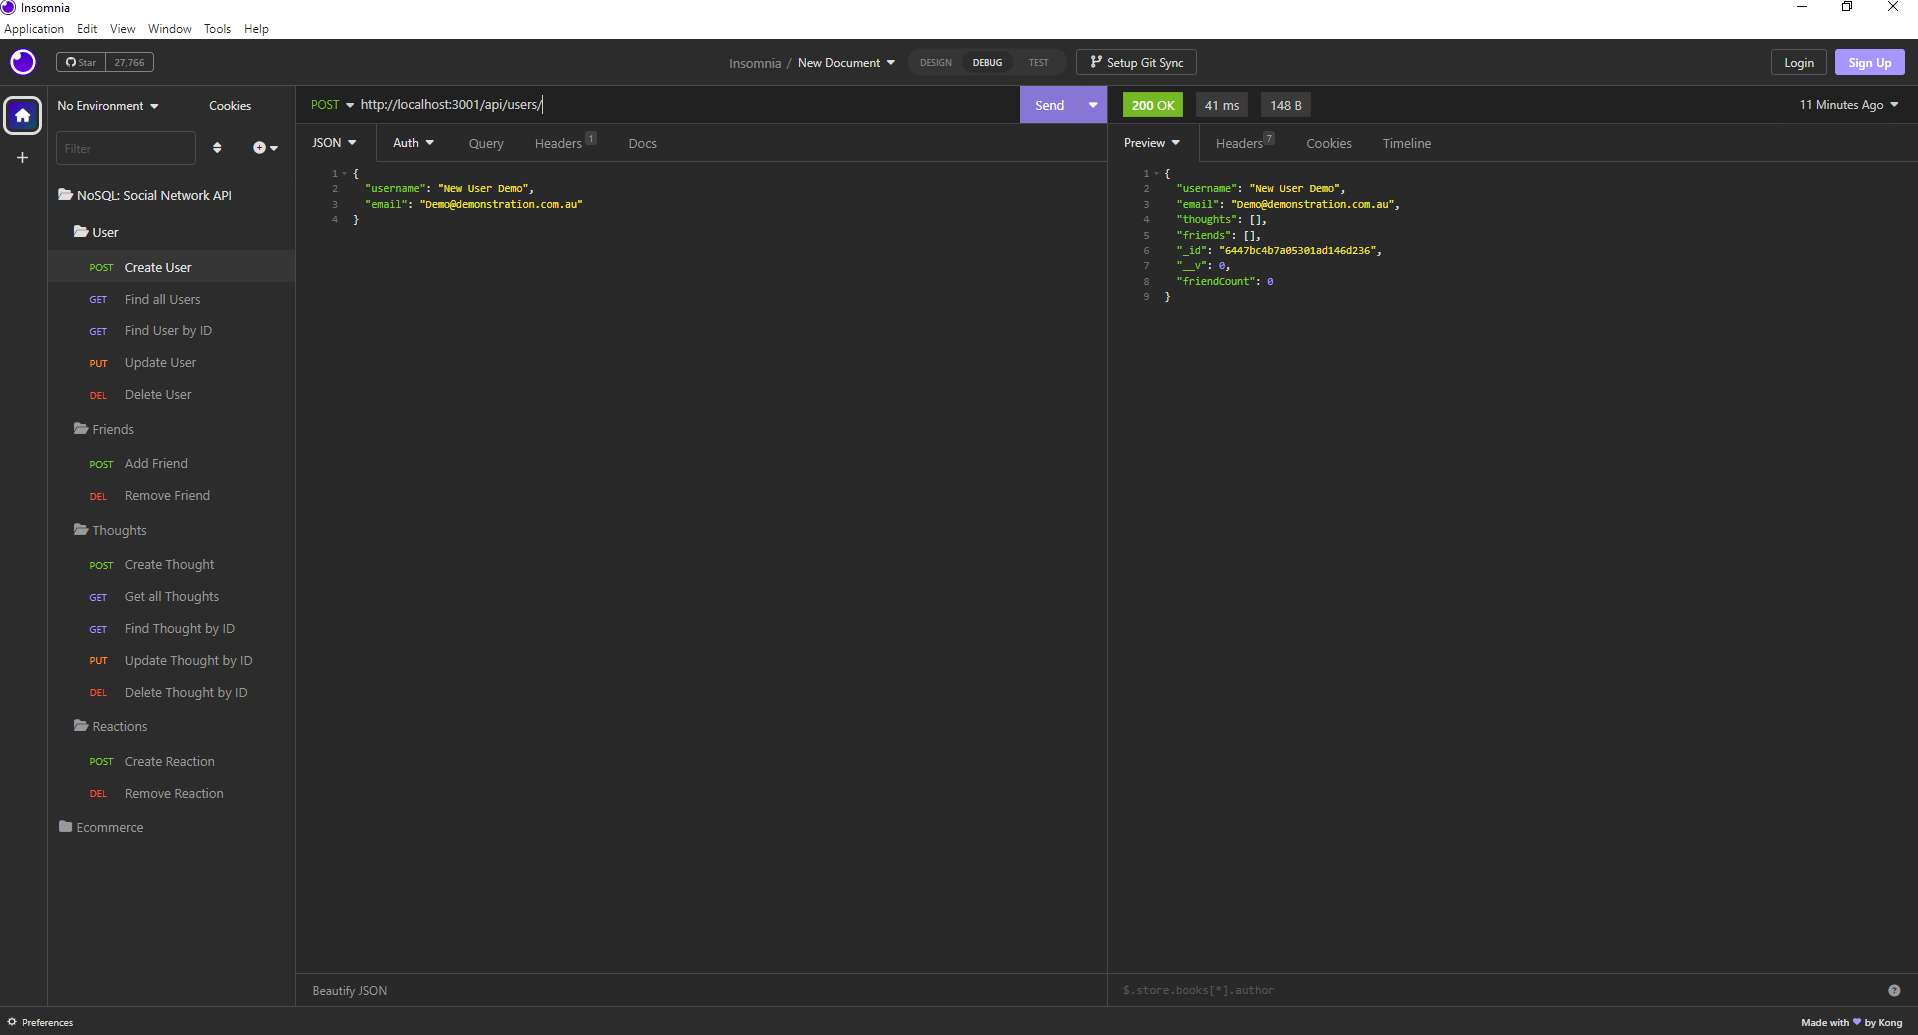 Insomnia
Application Edit View Window Tools Help
Star 27,766
Insomnia / New Document
DESIGN DEBUG TEST
Setup Git Sync
Login Sign Up
No Environment Cookies
Filter
NoSQL: Social Network API
User
POST Create User
GET Find all Users
GET Find User by ID
PUT Update User
DEL Delete User
Friends
POST Add Friend
DEL Remove Friend
Thoughts
POST Create Thought
GET Get all Thoughts
GET Find Thought by ID
PUT Update Thought by ID
DEL Delete Thought by ID
Reactions
POST Create Reaction
DEL Remove Reaction
Ecommerce
POST http://localhost:3001/api/users/ Send
JSON Auth Query Headers 1 Docs
1 {
2 "username": "New User Demo",
3 "email": "Demo@demonstration.com.au"
4 }
Beautify JSON
200 OK 41 ms 148 B 11 Minutes Ago
Preview Headers 7 Cookies Timeline
1 {
2 "username": "New User Demo",
3 "email": "Demo@demonstration.com.au",
4 "thoughts": [],
5 "friends": [],
6 "_id": "6447bc4b7a05301ad146d236",
7 "__v": 0,
8 "friendCount": 0
9 }
$.store.books[*].author ?
Preferences
Made with ♥ by Kong